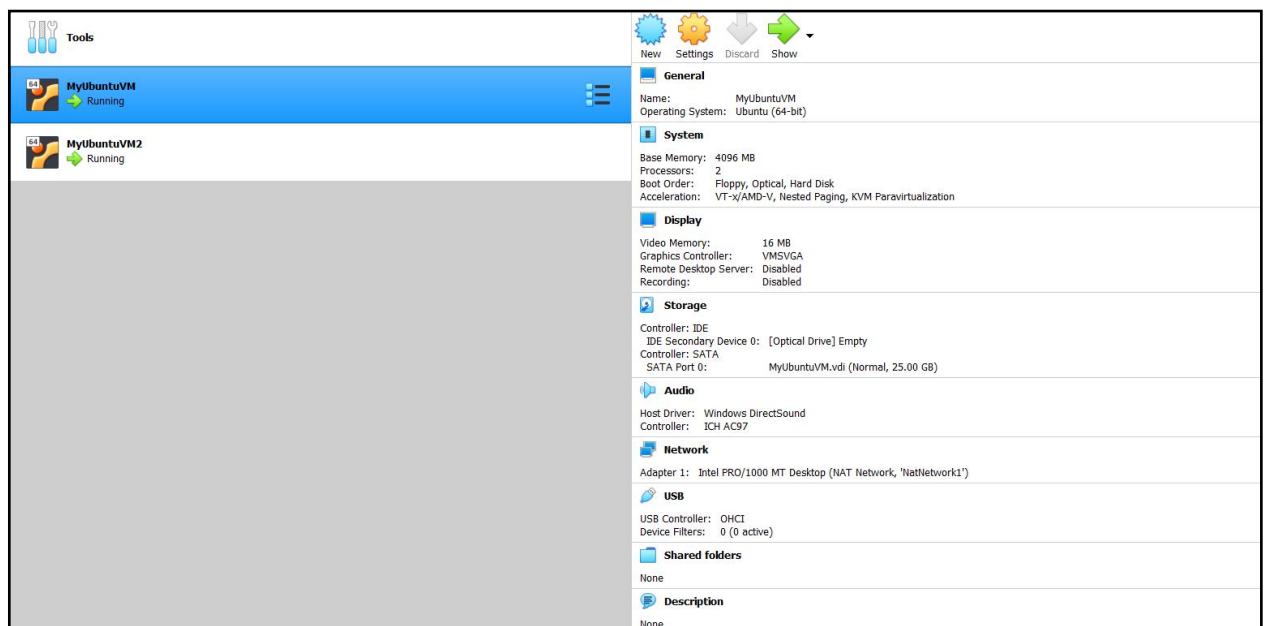 Tools
64
MyUbuntuVM
Running
64
MyUbuntuVM2
Running
New Settings Discard Show
General
Name: MyUbuntuVM
Operating System: Ubuntu (64-bit)
System
Base Memory: 4096 MB
Processors: 2
Boot Order: Floppy, Optical, Hard Disk
Acceleration: VT-x/AMD-V, Nested Paging, KVM Paravirtualization
Display
Video Memory: 16 MB
Graphics Controller: VMSVGA
Remote Desktop Server: Disabled
Recording: Disabled
Storage
Controller: IDE
IDE Secondary Device 0: [Optical Drive] Empty
Controller: SATA
SATA Port 0: MyUbuntuVM.vdi (Normal, 25.00 GB)
Audio
Host Driver: Windows DirectSound
Controller: ICH AC97
Network
Adapter 1: Intel PRO/1000 MT Desktop (NAT Network, 'NatNetwork1')
USB
USB Controller: OHCI
Device Filters: 0 (0 active)
Shared folders
None
Description
None